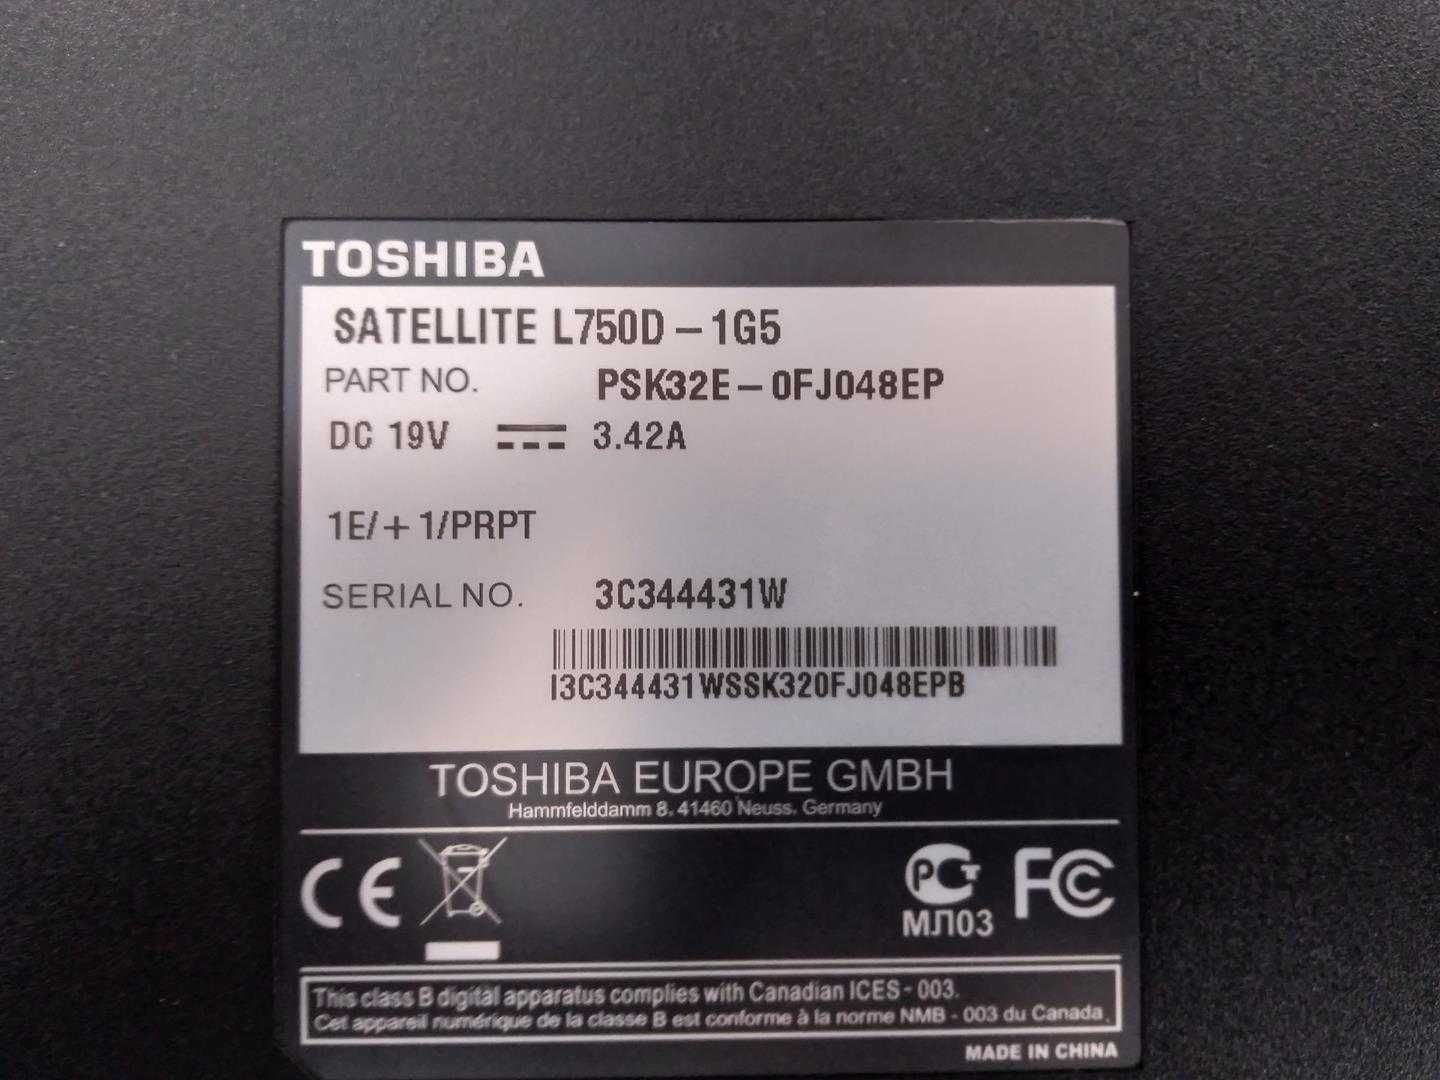 TOSHIBA
SATELLITE L750D – 1G5
PART NO. PSK32E – 0FJ048EP
DC 19V ⎓ 3.42A
1E/+ 1/PRPT
SERIAL NO. 3C344431W
I3C344431WSSK320FJ048EPB
TOSHIBA EUROPE GMBH
Hammfelddamm 8, 41460 Neuss, Germany
CE
PCT FC
МЛ03
This class B digital apparatus complies with Canadian ICES - 003.
Cet appareil numérique de la classe B est conforme à la norme NMB - 003 du Canada.
MADE IN CHINA